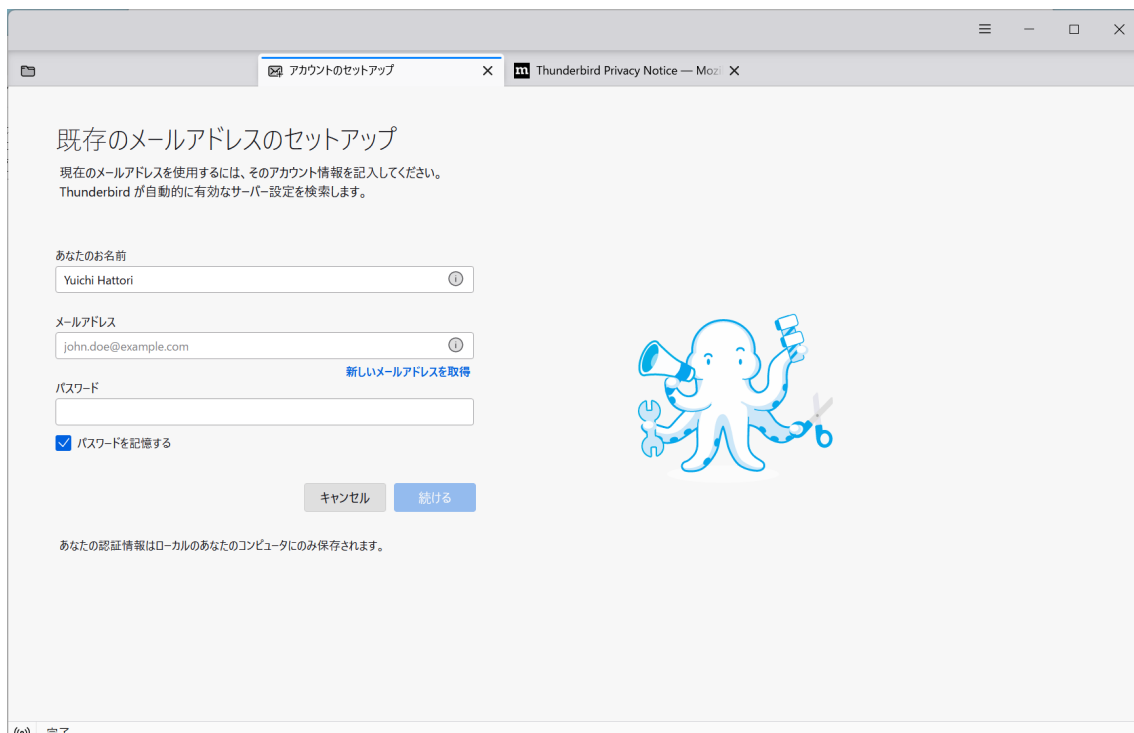 アカウントのセットアップ
Thunderbird Privacy Notice — Mozi
既存のメールアドレスのセットアップ
現在のメールアドレスを使用するには、そのアカウント情報を記入してください。
Thunderbird が自動的に有効なサーバー設定を検索します。
あなたのお名前
Yuichi Hattori
メールアドレス
john.doe@example.com
新しいメールアドレスを取得
パスワード
パスワードを記憶する
キャンセル
続ける
あなたの認証情報はローカルのあなたのコンピュータにのみ保存されます。
完了